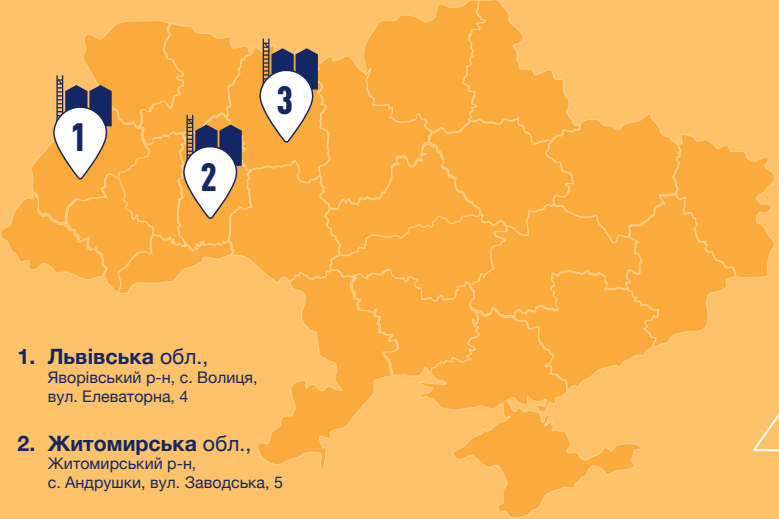 1
2
3
1. Львівська обл.,
Яворівський р-н, с. Волиця,
вул. Елеваторна, 4
2. Житомирська обл.,
Житомирський р-н,
с. Андрушки, вул. Заводська, 5